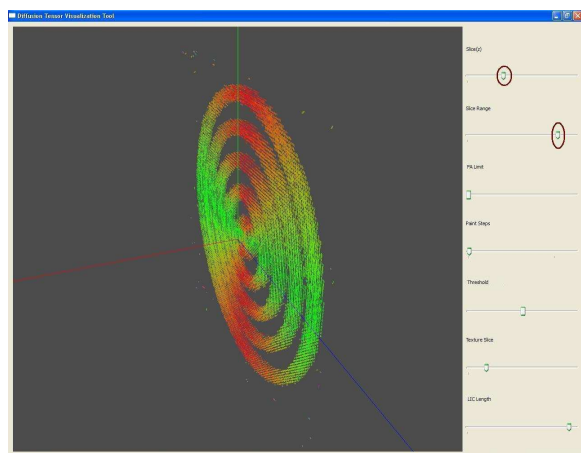 Diffusion Tensor Visualization Tool
Slice(z)
Slice Range
FA Limit
Paint Steps
Threshold
Texture Slice
LIC Length